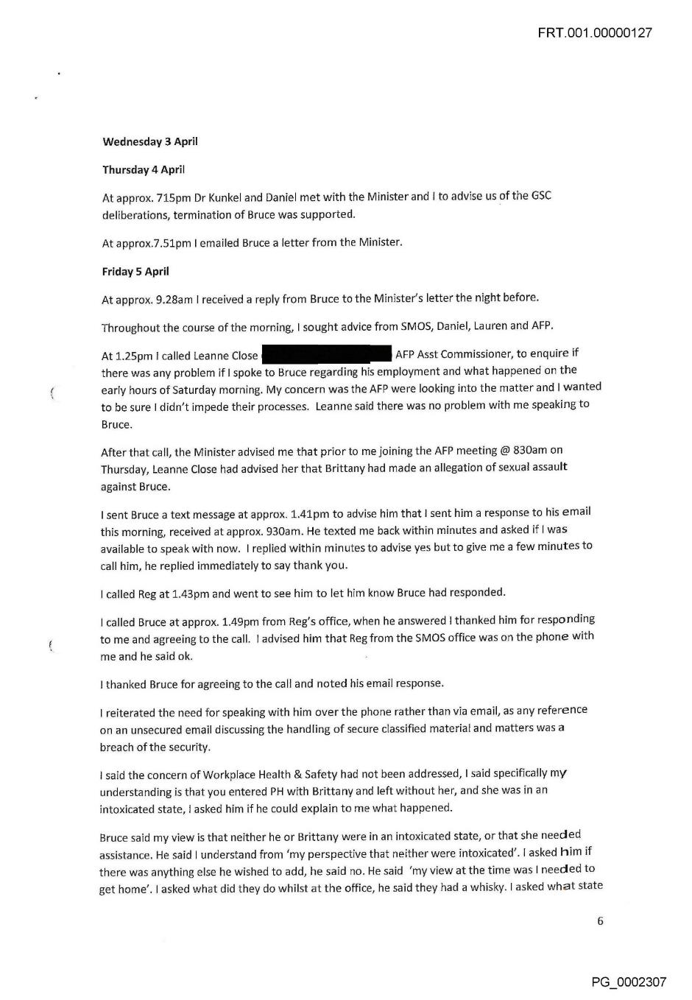 FRT.001.00000127
Wednesday 3 April
Thursday 4 April
At approx. 715pm Dr Kunkel and Daniel met with the Minister and I to advise us of the GSC
deliberations, termination of Bruce was supported.
At approx.7.51pm I emailed Bruce a letter from the Minister.
Friday 5 April
At approx. 9.28am I received a reply from Bruce to the Minister's letter the night before.
Throughout the course of the morning, I sought advice from SMOS, Daniel, Lauren and AFP.
At 1.25pm I called Leanne Close AFP Asst Commissioner, to enquire if
there was any problem if I spoke to Bruce regarding his employment and what happened on the
early hours of Saturday morning. My concern was the AFP were looking into the matter and I wanted
to be sure I didn't impede their processes. Leanne said there was no problem with me speaking to
Bruce.
After that call, the Minister advised me that prior to me joining the AFP meeting @ 830am on
Thursday, Leanne Close had advised her that Brittany had made an allegation of sexual assault
against Bruce.
I sent Bruce a text message at approx. 1.41pm to advise him that I sent him a response to his email
this morning, received at approx. 930am. He texted me back within minutes and asked if I was
available to speak with now. I replied within minutes to advise yes but to give me a few minutes to
call him, he replied immediately to say thank you.
I called Reg at 1.43pm and went to see him to let him know Bruce had responded.
I called Bruce at approx. 1.49pm from Reg's office, when he answered I thanked him for responding
to me and agreeing to the call. I advised him that Reg from the SMOS office was on the phone with
me and he said ok.
I thanked Bruce for agreeing to the call and noted his email response.
I reiterated the need for speaking with him over the phone rather than via email, as any reference
on an unsecured email discussing the handling of secure classified material and matters was a
breach of the security.
I said the concern of Workplace Health & Safety had not been addressed, I said specifically my
understanding is that you entered PH with Brittany and left without her, and she was in an
intoxicated state, I asked him if he could explain to me what happened.
Bruce said my view is that neither he or Brittany were in an intoxicated state, or that she needed
assistance. He said I understand from 'my perspective that neither were intoxicated'. I asked him if
there was anything else he wished to add, he said no. He said 'my view at the time was I needed to
get home'. I asked what did they do whilst at the office, he said they had a whisky. I asked what state
6
PG_0002307